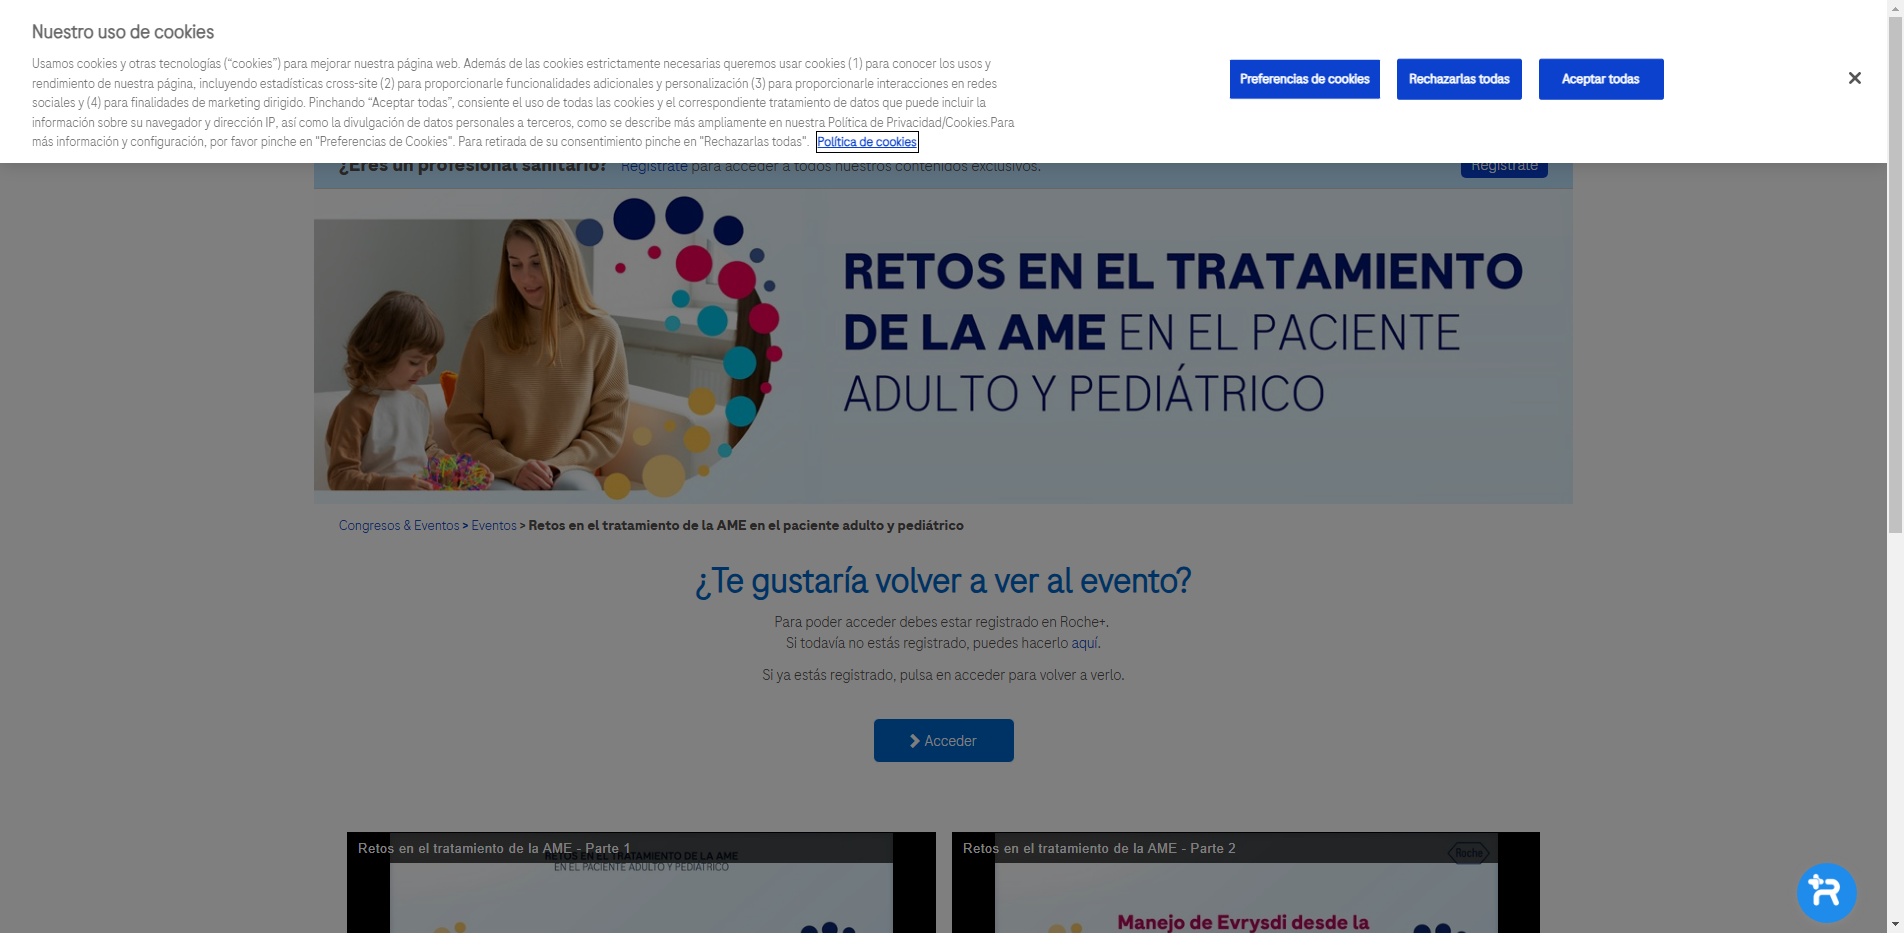 Nuestro uso de cookies
Usamos cookies y otras tecnologías (“cookies”) para mejorar nuestra página web. Además de las cookies estrictamente necesarias queremos usar cookies (1) para conocer los usos y
rendimiento de nuestra página, incluyendo estadísticas cross-site (2) para proporcionarle funcionalidades adicionales y personalización (3) para proporcionarle interacciones en redes
sociales y (4) para finalidades de marketing dirigido. Pinchando “Aceptar todas”, consiente el uso de todas las cookies y el correspondiente tratamiento de datos que puede incluir la
información sobre su navegador y dirección IP, así como la divulgación de datos personales a terceros, como se describe más ampliamente en nuestra Política de Privacidad/Cookies.Para
más información y configuración, por favor pinche en "Preferencias de Cookies". Para retirada de su consentimiento pinche en "Rechazarlas todas". Política de cookies
Preferencias de cookies
Rechazarlas todas
Aceptar todas
¿Eres un profesional sanitario? Regístrate para acceder a todos nuestros contenidos exclusivos.
Regístrate
RETOS EN EL TRATAMIENTO
DE LA AME EN EL PACIENTE
ADULTO Y PEDIÁTRICO
Congresos & Eventos > Eventos > Retos en el tratamiento de la AME en el paciente adulto y pediátrico
¿Te gustaría volver a ver al evento?
Para poder acceder debes estar registrado en Roche+.
Si todavía no estás registrado, puedes hacerlo aquí.
Si ya estás registrado, pulsa en acceder para volver a verlo.
Acceder
Retos en el tratamiento de la AME - Parte 1
RETOS EN EL TRATAMIENTO DE LA AME
EN EL PACIENTE ADULTO Y PEDIÁTRICO
Retos en el tratamiento de la AME - Parte 2
Roche
Manejo de Evrysdi desde la